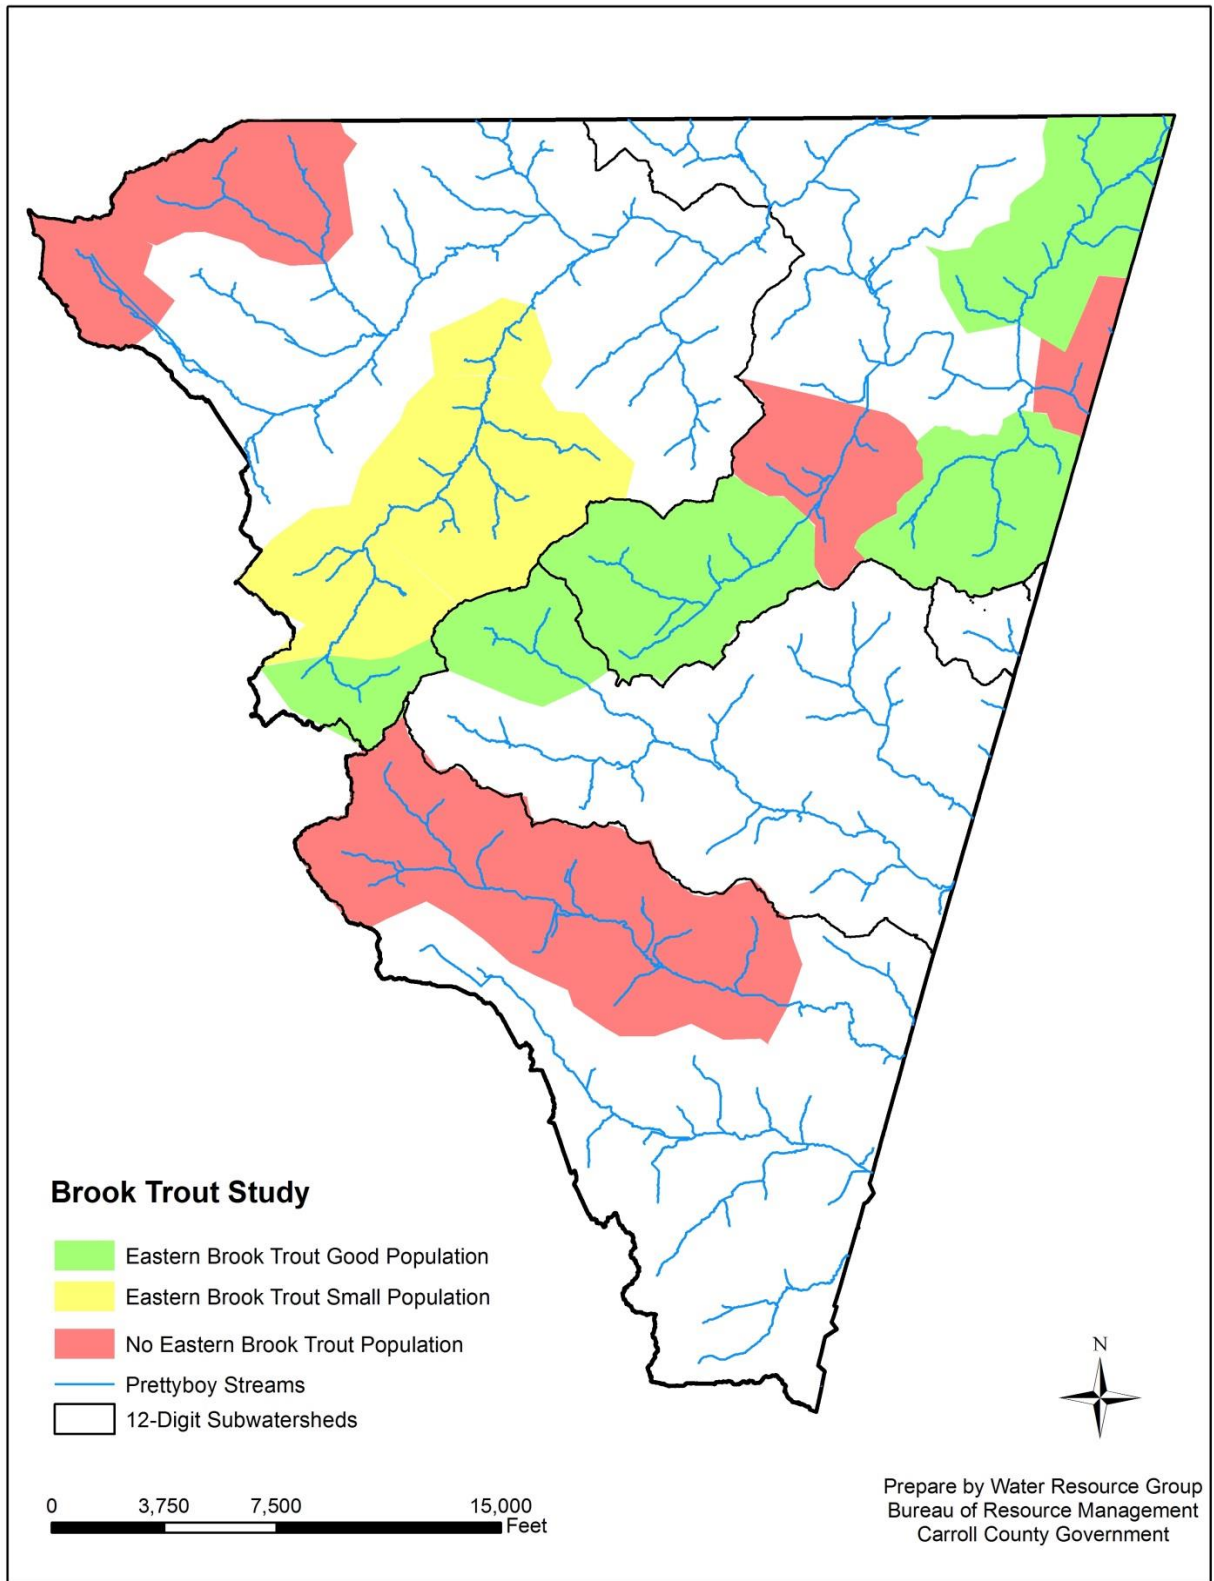 Brook Trout Study
Eastern Brook Trout Good Population
Eastern Brook Trout Small Population
No Eastern Brook Trout Population
Prettyboy Streams
12-Digit Subwatersheds
0 3,750 7,500 15,000
Feet
N
Prepare by Water Resource Group
Bureau of Resource Management
Carroll County Government